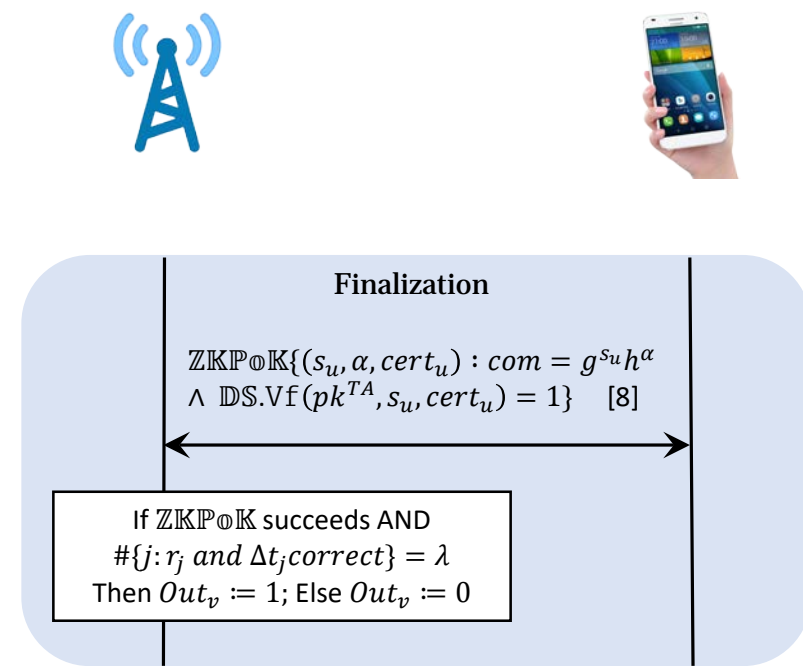 Finalization
ℤ𝕂ℙ𝕠𝕂{(s_u, α, cert_u) : com = g^{s_u}h^α
∧ 𝔻𝕊.Vf(pk^{TA}, s_u, cert_u) = 1} [8]
If ℤ𝕂ℙ𝕠𝕂 succeeds AND
#{j: r_j and Δt_j correct} = λ
Then Out_v ≔ 1; Else Out_v ≔ 0